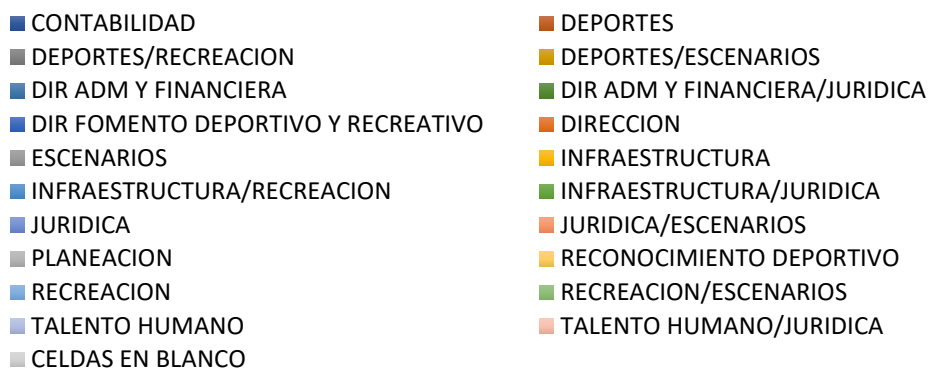 CONTABILIDAD
DEPORTES
DEPORTES/RECREACION
DEPORTES/ESCENARIOS
DIR ADM Y FINANCIERA
DIR ADM Y FINANCIERA/JURIDICA
DIR FOMENTO DEPORTIVO Y RECREATIVO
DIRECCION
ESCENARIOS
INFRAESTRUCTURA
INFRAESTRUCTURA/RECREACION
INFRAESTRUCTURA/JURIDICA
JURIDICA
JURIDICA/ESCENARIOS
PLANEACION
RECONOCIMIENTO DEPORTIVO
RECREACION
RECREACION/ESCENARIOS
TALENTO HUMANO
TALENTO HUMANO/JURIDICA
CELDAS EN BLANCO